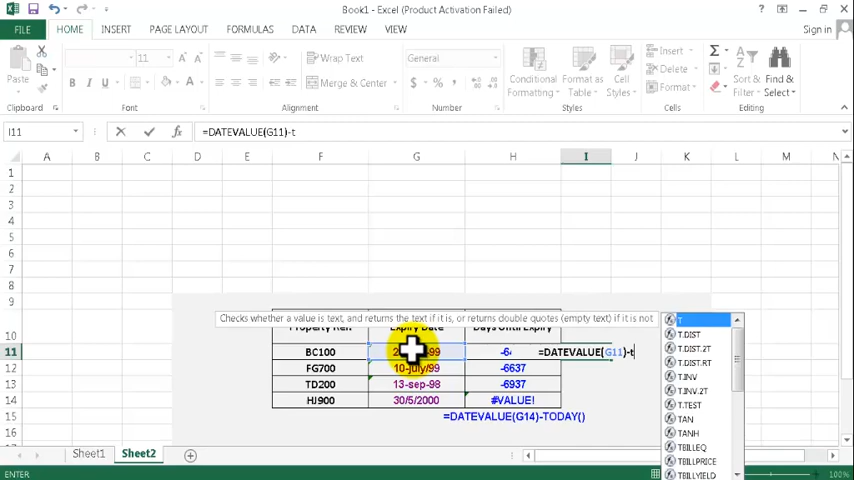 Book1 - Excel (Product Activation Failed)
FILE HOME INSERT PAGE LAYOUT FORMULAS DATA REVIEW VIEW Sign in
Paste
Clipboard
11 A A
B I U A
Font
Wrap Text
Merge & Center
Alignment
General
$ % ,
Number
Conditional Formatting
Format as Table
Cell Styles
Styles
Insert
Delete
Format
Cells
Sort & Filter
Find & Select
Editing
I11 fx =DATEVALUE(G11)-t
A B C D E F G H I J K L M N
1
2
3
4
5
6
7
8
9
Checks whether a value is text, and returns the text if it is, or returns double quotes (empty text) if it is not
10 Property Ref. Expiry Date Days Until Expiry
11 BC100 -64 =DATEVALUE(G11)-t
12 FG700 10-july/99 -6637
13 TD200 13-sep-98 -6937
14 HJ900 30/5/2000 #VALUE!
15 =DATEVALUE(G14)-TODAY()
16
T
T.DIST
T.DIST.2T
T.DIST.RT
T.INV
T.INV.2T
T.TEST
TAN
TANH
TBILLEQ
TBILLPRICE
TBILLYIELD
Sheet1 Sheet2
ENTER 100%